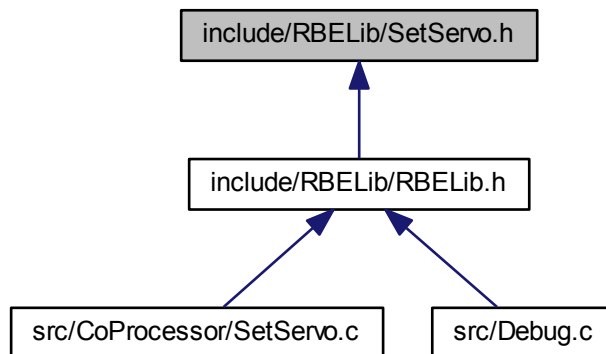 include/RBELib/SetServo.h
include/RBELib/RBELib.h
src/CoProcessor/SetServo.c
src/Debug.c